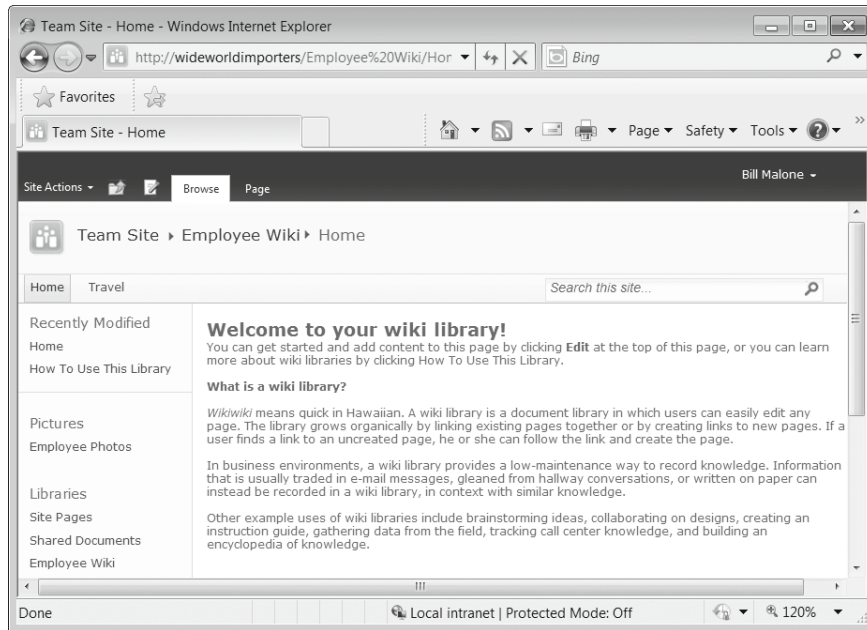 Team Site - Home - Windows Internet Explorer
http://wideworldimporters/Employee%20Wiki/Hor
Bing
Favorites
Team Site - Home
Page Safety Tools
Bill Malone
Site Actions Browse Page
Team Site Employee Wiki Home
Home Travel
Search this site...
Recently Modified
Home
How To Use This Library
Pictures
Employee Photos
Libraries
Site Pages
Shared Documents
Employee Wiki
Welcome to your wiki library!
You can get started and add content to this page by clicking Edit at the top of this page, or you can learn
more about wiki libraries by clicking How To Use This Library.
What is a wiki library?
Wikiwiki means quick in Hawaiian. A wiki library is a document library in which users can easily edit any
page. The library grows organically by linking existing pages together or by creating links to new pages. If a
user finds a link to an uncreated page, he or she can follow the link and create the page.
In business environments, a wiki library provides a low-maintenance way to record knowledge. Information
that is usually traded in e-mail messages, gleaned from hallway conversations, or written on paper can
instead be recorded in a wiki library, in context with similar knowledge.
Other example uses of wiki libraries include brainstorming ideas, collaborating on designs, creating an
instruction guide, gathering data from the field, tracking call center knowledge, and building an
encyclopedia of knowledge.
Done
Local intranet | Protected Mode: Off
120%